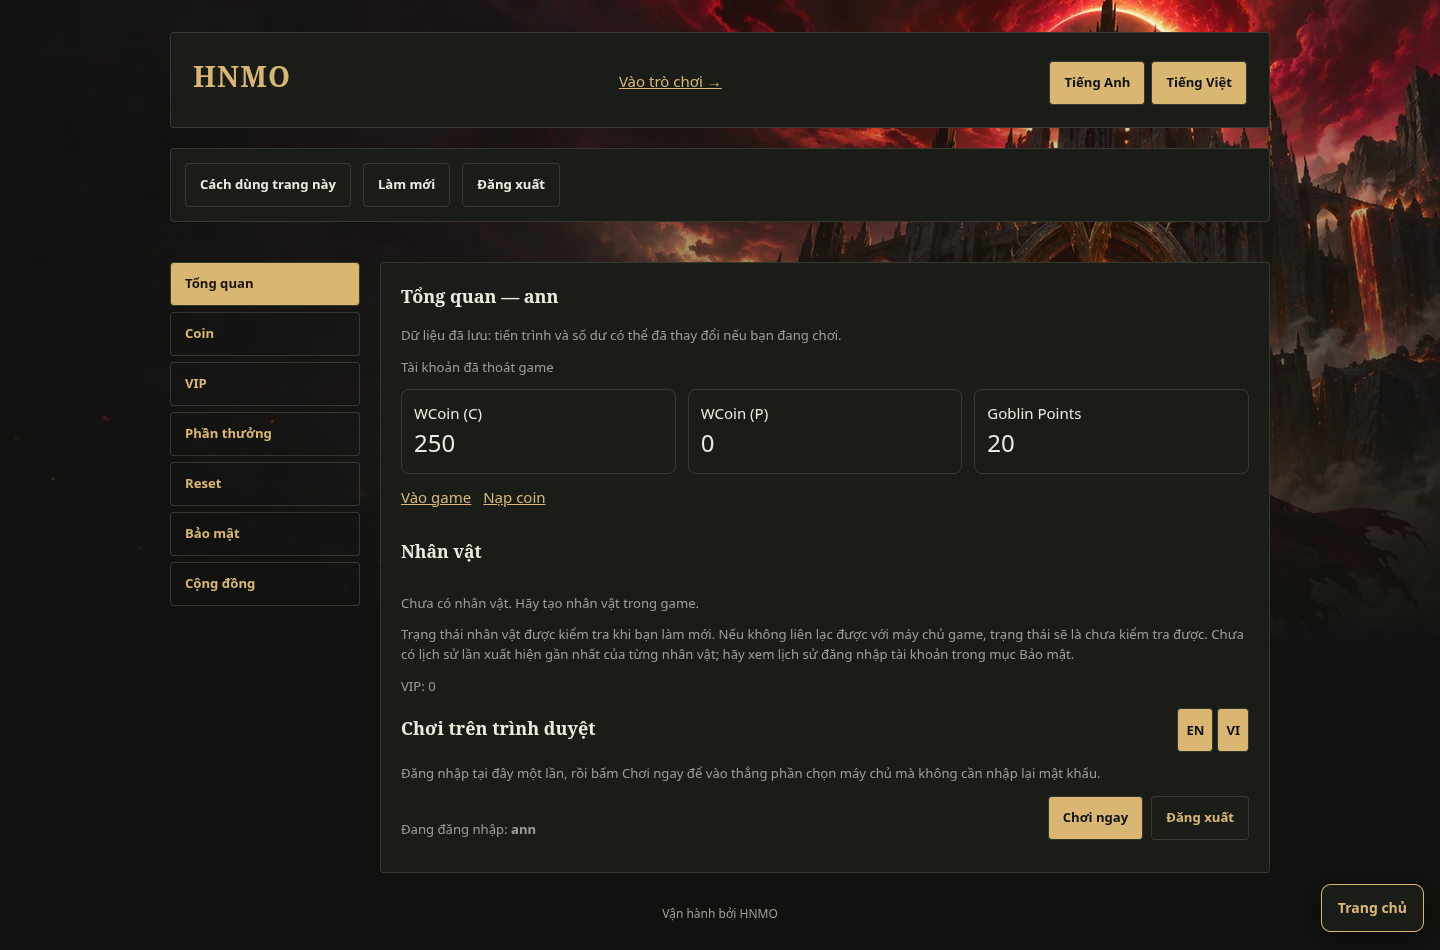 HNMO
Vào trò chơi →
Tiếng Anh
Tiếng Việt
Cách dùng trang này
Làm mới
Đăng xuất
Tổng quan
Coin
VIP
Phần thưởng
Reset
Bảo mật
Cộng đồng
Tổng quan — ann
Dữ liệu đã lưu: tiến trình và số dư có thể đã thay đổi nếu bạn đang chơi.
Tài khoản đã thoát game
WCoin (C)
250
WCoin (P)
0
Goblin Points
20
Vào game
Nạp coin
Nhân vật
Chưa có nhân vật. Hãy tạo nhân vật trong game.
Trạng thái nhân vật được kiểm tra khi bạn làm mới. Nếu không liên lạc được với máy chủ game, trạng thái sẽ là chưa kiểm tra được. Chưa
có lịch sử lần xuất hiện gần nhất của từng nhân vật; hãy xem lịch sử đăng nhập tài khoản trong mục Bảo mật.
VIP: 0
Chơi trên trình duyệt
EN
VI
Đăng nhập tại đây một lần, rồi bấm Chơi ngay để vào thẳng phần chọn máy chủ mà không cần nhập lại mật khẩu.
Đang đăng nhập: ann
Chơi ngay
Đăng xuất
Vận hành bởi HNMO
Trang chủ